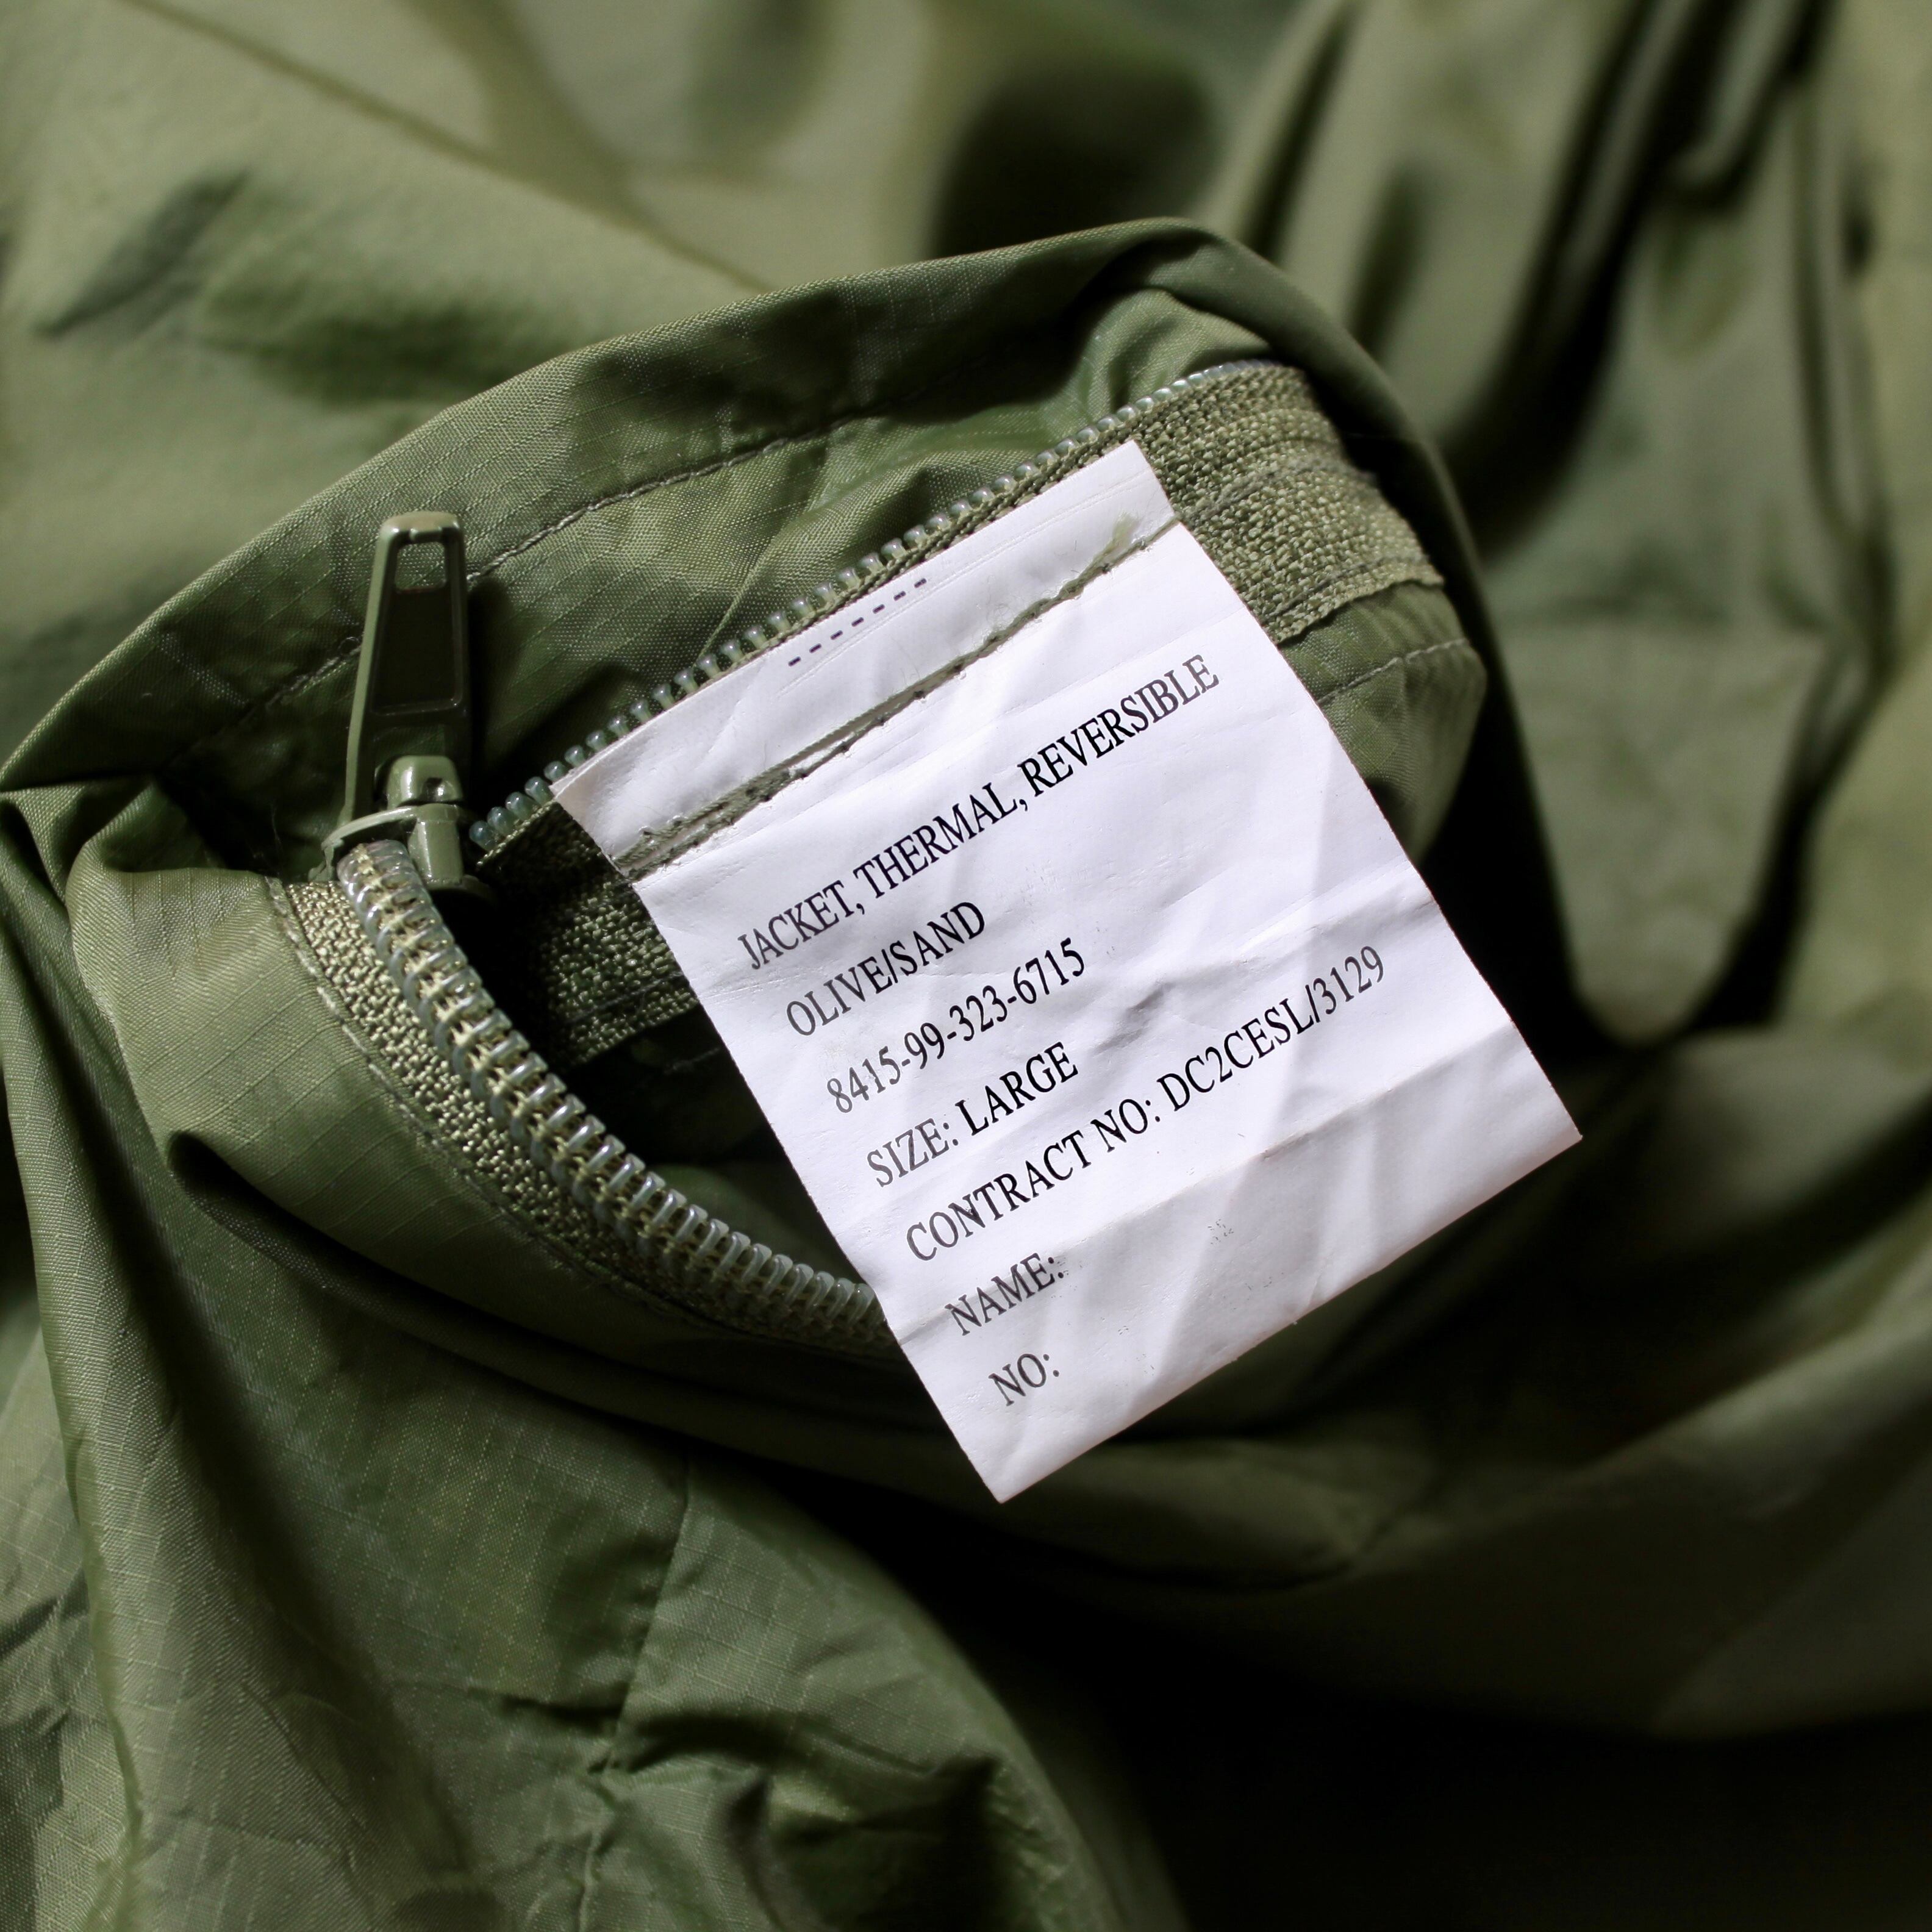 JACKET, THERMAL, REVERSIBLE
OLIVE/SAND
8415-99-323-6715
SIZE: LARGE
CONTRACT NO: DC2CESL/3129
NAME:
NO: